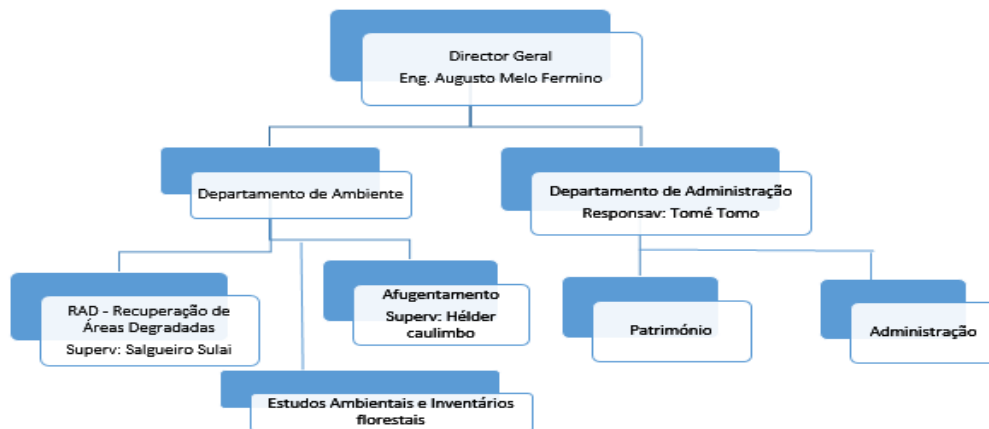 Director Geral
Eng. Augusto Melo Fermino
Departamento de Ambiente
Departamento de Administração
Responsav: Tomé Tomo
RAD - Recuperação de
Áreas Degradadas
Superv: Salgueiro Sulai
Afugentamento
Superv: Hélder
caulimbo
Património
Administração
Estudos Ambientais e Inventários
florestais